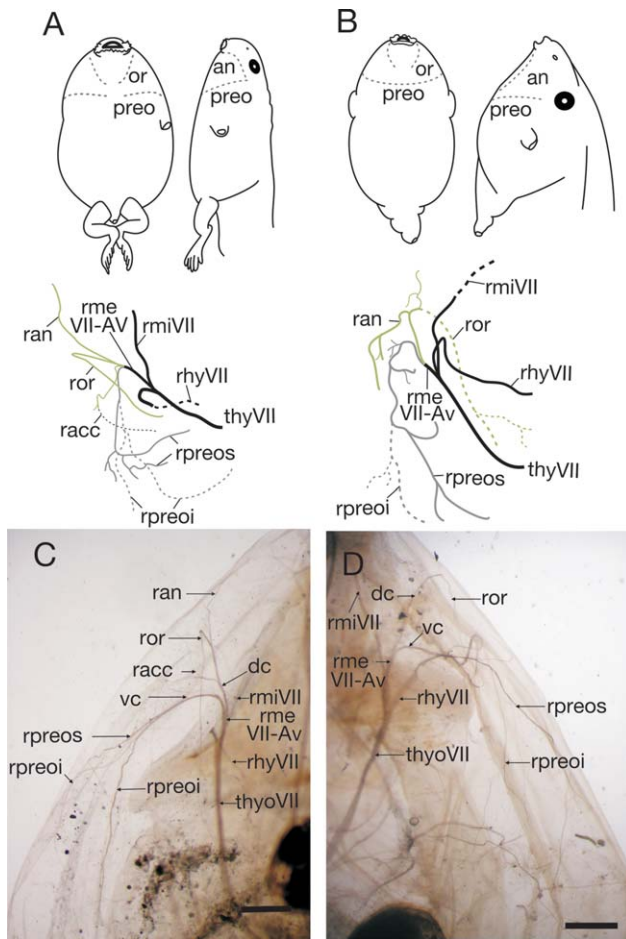 A
or
preo
an
preo
B
or
preo
an
preo
ran
rme
VII-AV
rmiVII
ror
rhyVII
racc
thyVII
rpreos
rpreoi
rmiVII
ran
ror
rme
VII-Av
rhyVII
rpreos
thyVII
rpreoi
C
ran
ror
racc
dc
vc
rmiVII
rme
VII-Av
rpreos
rhyVII
rpreoi
rpreoi
thyoVII
D
dc
ror
rmiVII
vc
rme
VII-Av
rhyVII
rpreos
thyoVII
rpreoi